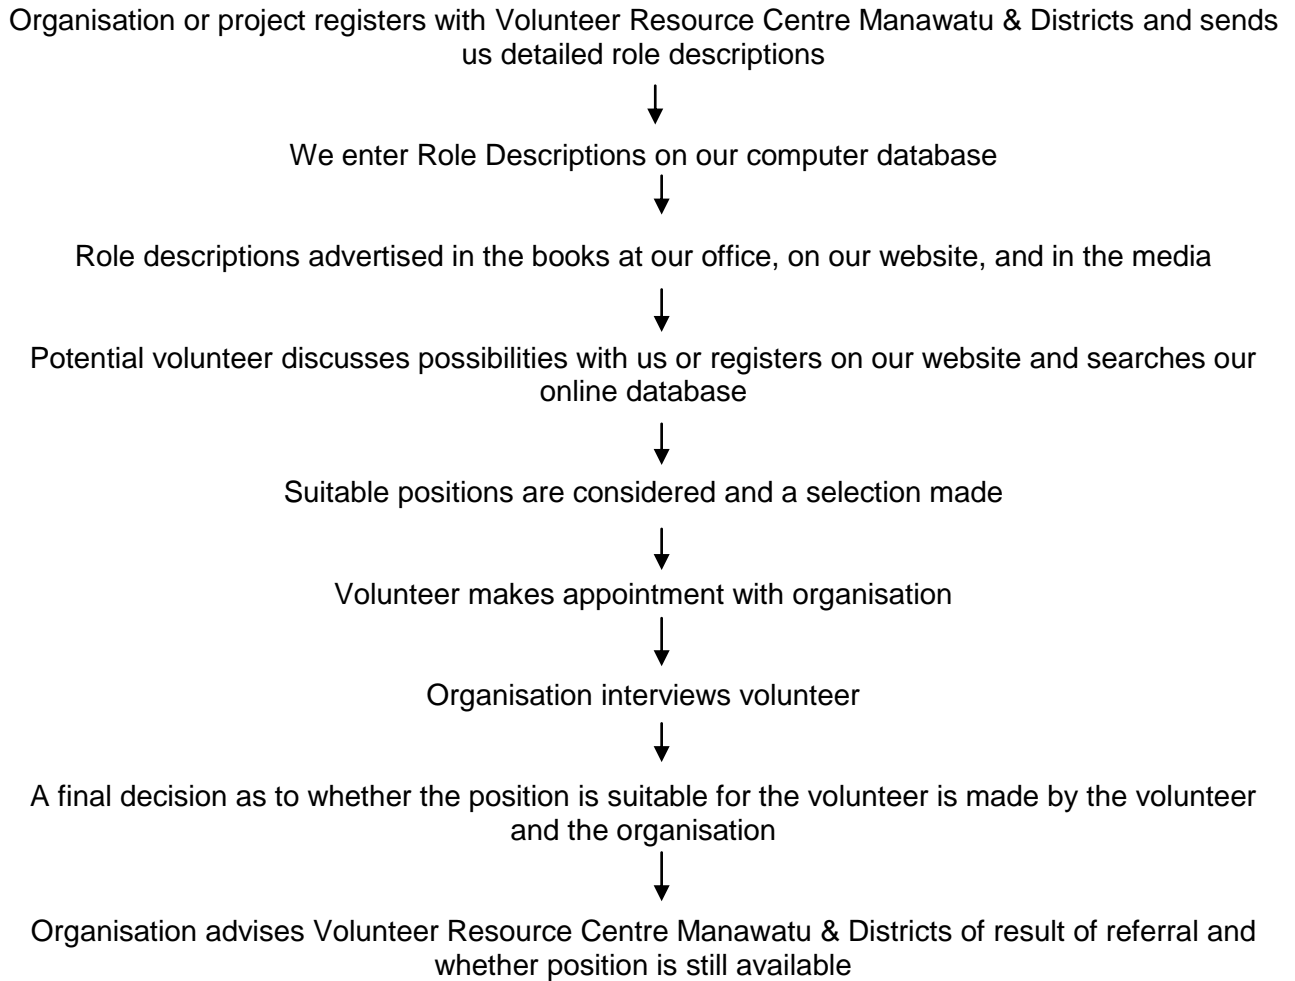 Organisation or project registers with Volunteer Resource Centre Manawatu & Districts and sends
us detailed role descriptions
We enter Role Descriptions on our computer database
Role descriptions advertised in the books at our office, on our website, and in the media
Potential volunteer discusses possibilities with us or registers on our website and searches our
online database
Suitable positions are considered and a selection made
Volunteer makes appointment with organisation
Organisation interviews volunteer
A final decision as to whether the position is suitable for the volunteer is made by the volunteer
and the organisation
Organisation advises Volunteer Resource Centre Manawatu & Districts of result of referral and
whether position is still available